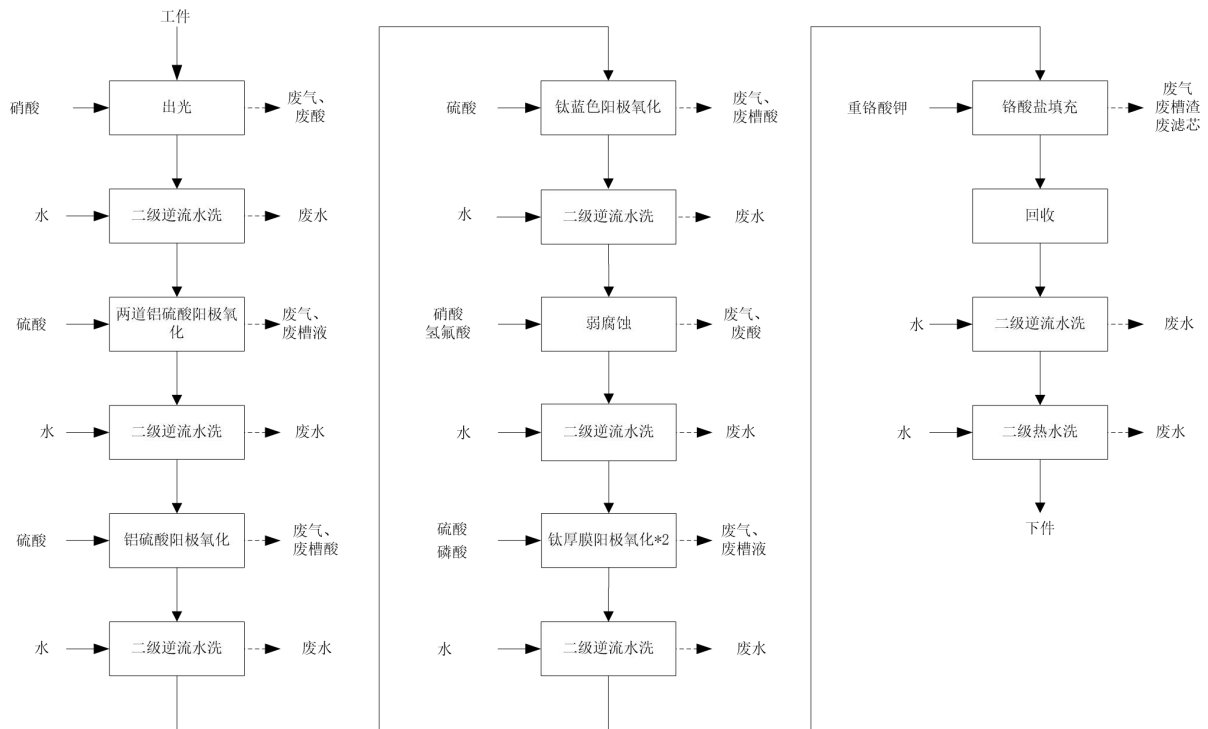 工件
硝酸
出光
废气、
废酸
水
二级逆流水洗
废水
硫酸
两道铝硫酸阳极氧
化
废气、
废槽液
水
二级逆流水洗
废水
硫酸
铝硫酸阳极氧化
废气、
废槽酸
水
二级逆流水洗
废水
硫酸
钛蓝色阳极氧化
废气、
废槽酸
水
二级逆流水洗
废水
硝酸
氢氟酸
弱腐蚀
废气、
废酸
水
二级逆流水洗
废水
硫酸
磷酸
钛厚膜阳极氧化*2
废气、
废槽液
水
二级逆流水洗
废水
重铬酸钾
铬酸盐填充
废气
废槽渣
废滤芯
回收
水
二级逆流水洗
废水
水
二级热水洗
废水
下件